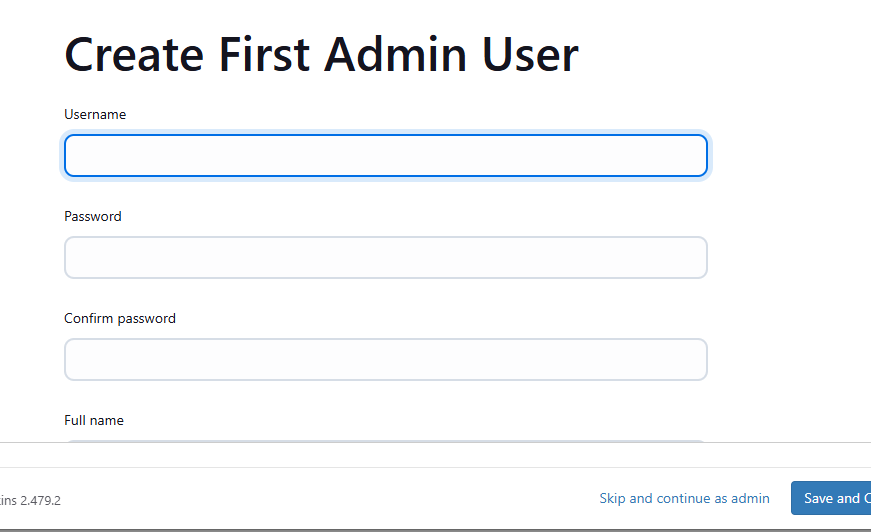 Create First Admin User
Username
Password
Confirm password
Full name
ins 2.479.2
Skip and continue as admin
Save and C